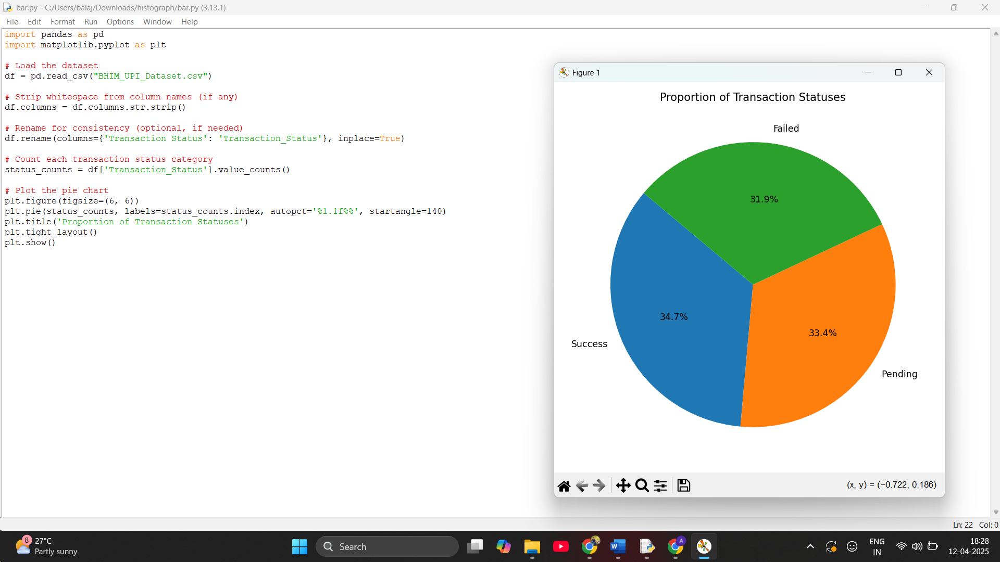 bar.py - C:/Users/balaj/Downloads/histograph/bar.py (3.13.1)
File Edit Format Run Options Window Help
import pandas as pd
import matplotlib.pyplot as plt
# Load the dataset
df = pd.read_csv("BHIM_UPI_Dataset.csv")
# Strip whitespace from column names (if any)
df.columns = df.columns.str.strip()
# Rename for consistency (optional, if needed)
df.rename(columns={'Transaction Status': 'Transaction_Status'}, inplace=True)
# Count each transaction status category
status_counts = df['Transaction_Status'].value_counts()
# Plot the pie chart
plt.figure(figsize=(6, 6))
plt.pie(status_counts, labels=status_counts.index, autopct='%1.1f%%', startangle=140)
plt.title('Proportion of Transaction Statuses')
plt.tight_layout()
plt.show()
Figure 1
Proportion of Transaction Statuses
Failed
31.9%
34.7%
33.4%
Success
Pending
(x, y) = (−0.722, 0.186)
Ln: 22 Col: 0
8
27°C
Partly sunny
Search
A
ENG
IN
18:28
12-04-2025